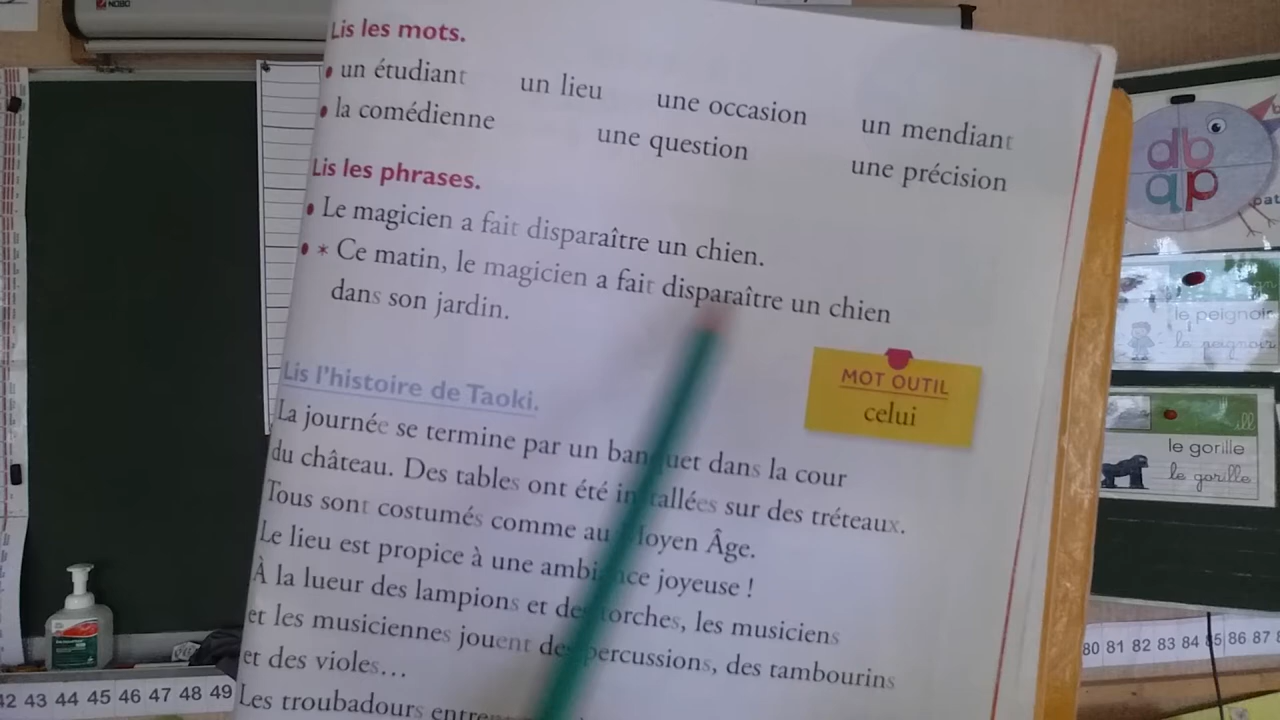 Lis les mots.
• un étudiant un lieu une occasion un mendiant
• la comédienne une question une précision
Lis les phrases.
• Le magicien a fait disparaître un chien.
• * Ce matin, le magicien a fait disparaître un chien
dans son jardin.
MOT OUTIL
celui
Lis l'histoire de Taoki.
La journée se termine par un banquet dans la cour
du château. Des tables ont été installées sur des tréteaux.
Tous sont costumés comme au Moyen Âge.
Le lieu est propice à une ambiance joyeuse !
À la lueur des lampions et des torches, les musiciens
et les musiciennes jouent des percussions, des tambourins
et des violes...
Les troubadours
db
qp
le peignoir
le peignoir
ill
le gorille
le gorille
42 43 44 45 46 47 48 49
80 81 82 83 84 85 86 87